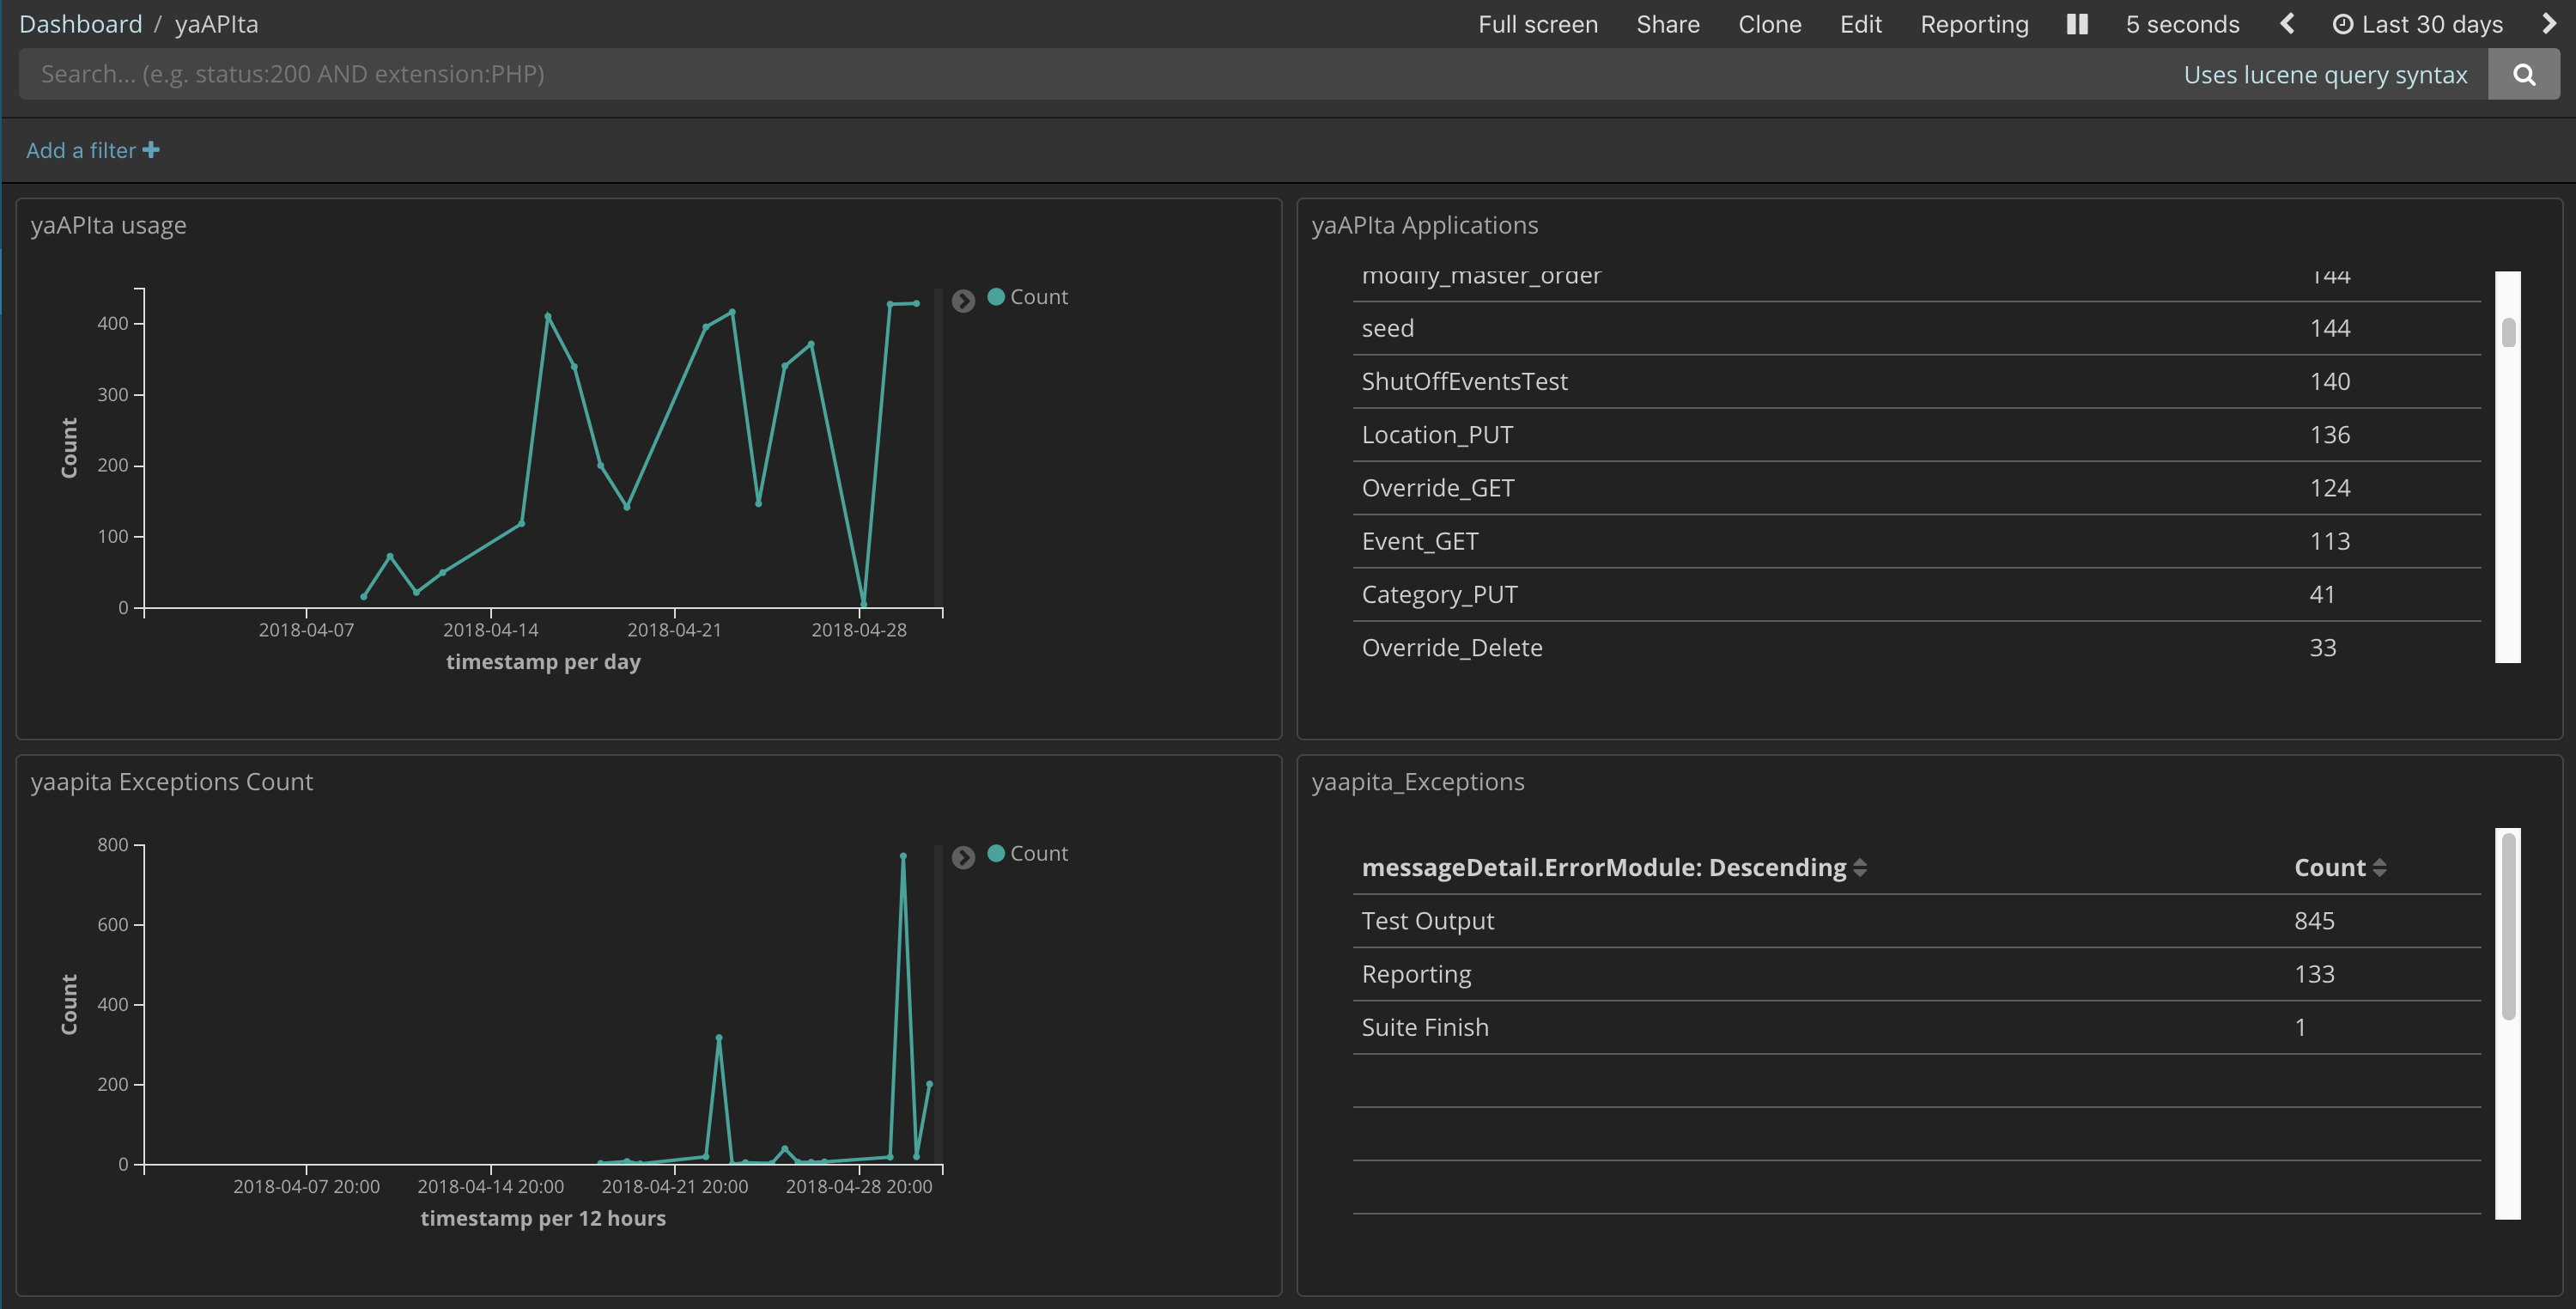 Dashboard / yaAPIta Full screen Share Clone Edit Reporting 5 seconds Last 30 days
Search... (e.g. status:200 AND extension:PHP) Uses lucene query syntax
Add a filter
yaAPIta usage
400
300
200
100
0
Count
2018-04-07 2018-04-14 2018-04-21 2018-04-28
timestamp per day
Count
yaAPIta Applications
modify_master_order 144
seed 144
ShutOffEventsTest 140
Location_PUT 136
Override_GET 124
Event_GET 113
Category_PUT 41
Override_Delete 33
yaapita Exceptions Count
800
600
400
200
0
Count
2018-04-07 20:00 2018-04-14 20:00 2018-04-21 20:00 2018-04-28 20:00
timestamp per 12 hours
Count
yaapita_Exceptions
messageDetail.ErrorModule: Descending Count
Test Output 845
Reporting 133
Suite Finish 1